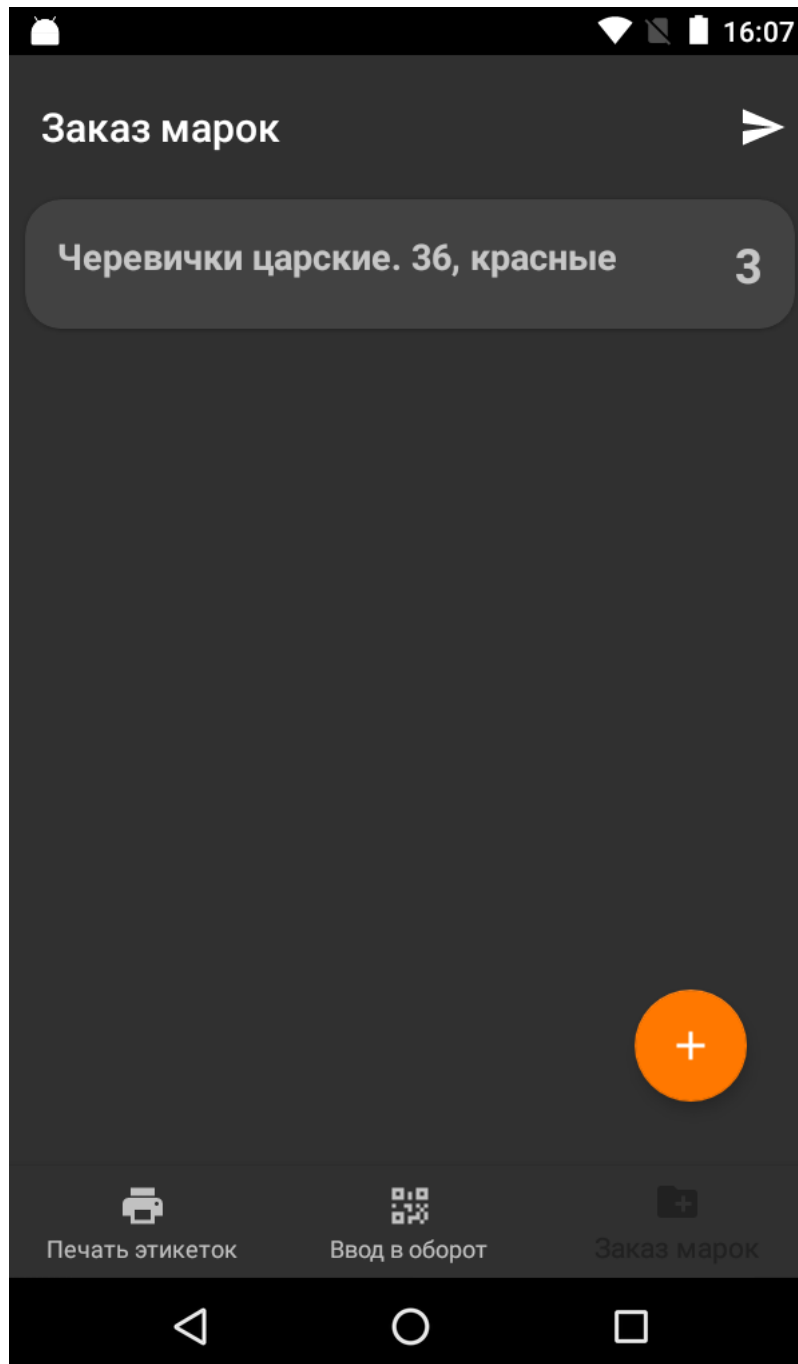 16:07
Заказ марок
Черевички царские. 36, красные
3
Печать этикеток
Ввод в оборот
Заказ марок